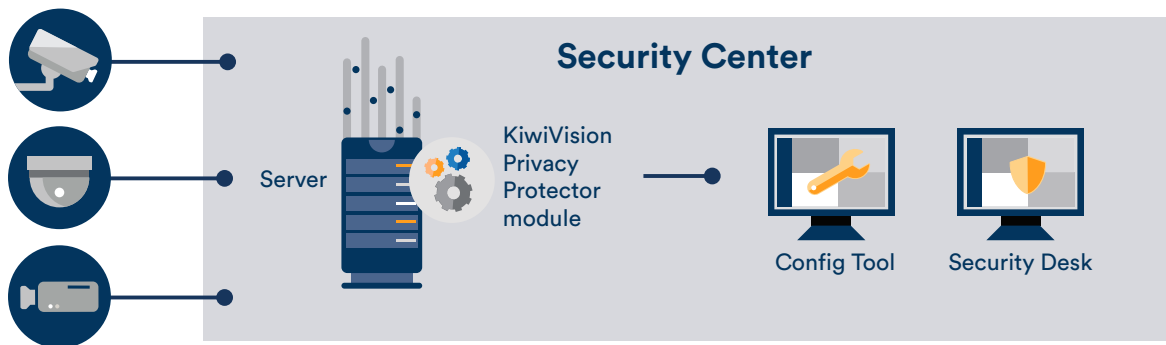 Security Center
Server
KiwiVision
Privacy
Protector
module
Config Tool
Security Desk